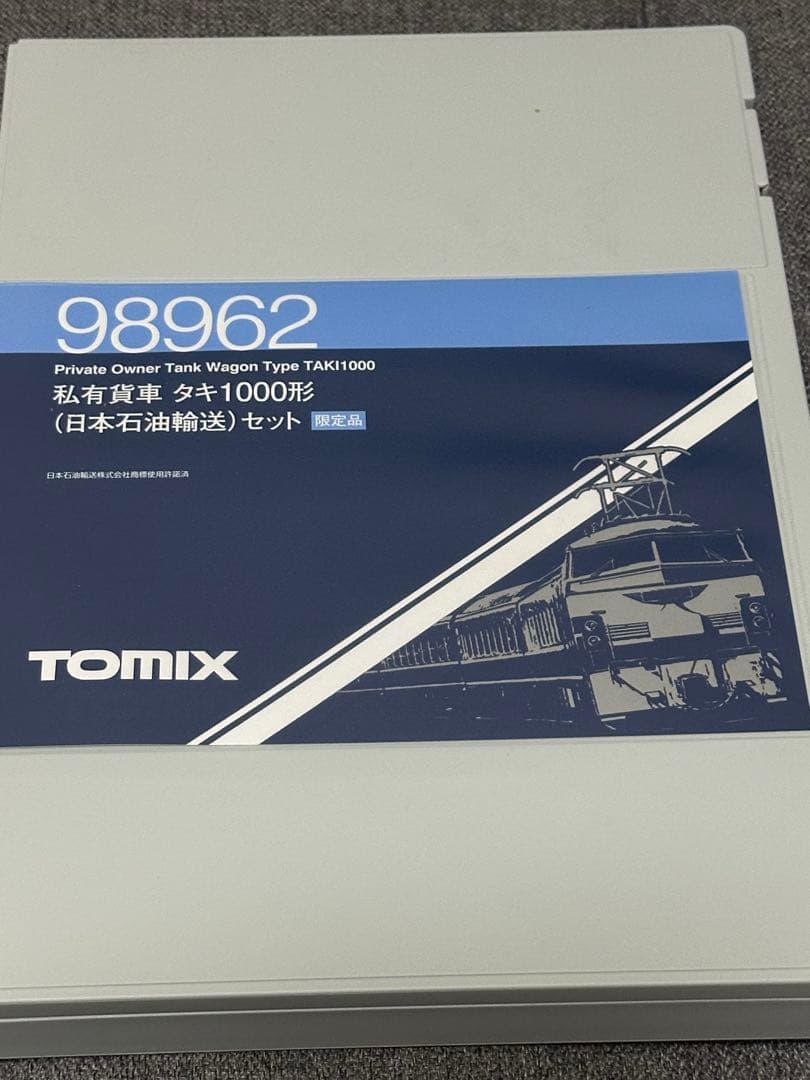 98962
Private Owner Tank Wagon Type TAKI1000
私有貨車 タキ1000形
(日本石油輸送)セット 限定品
日本石油輸送株式会社商標使用許諾済
TOMIX